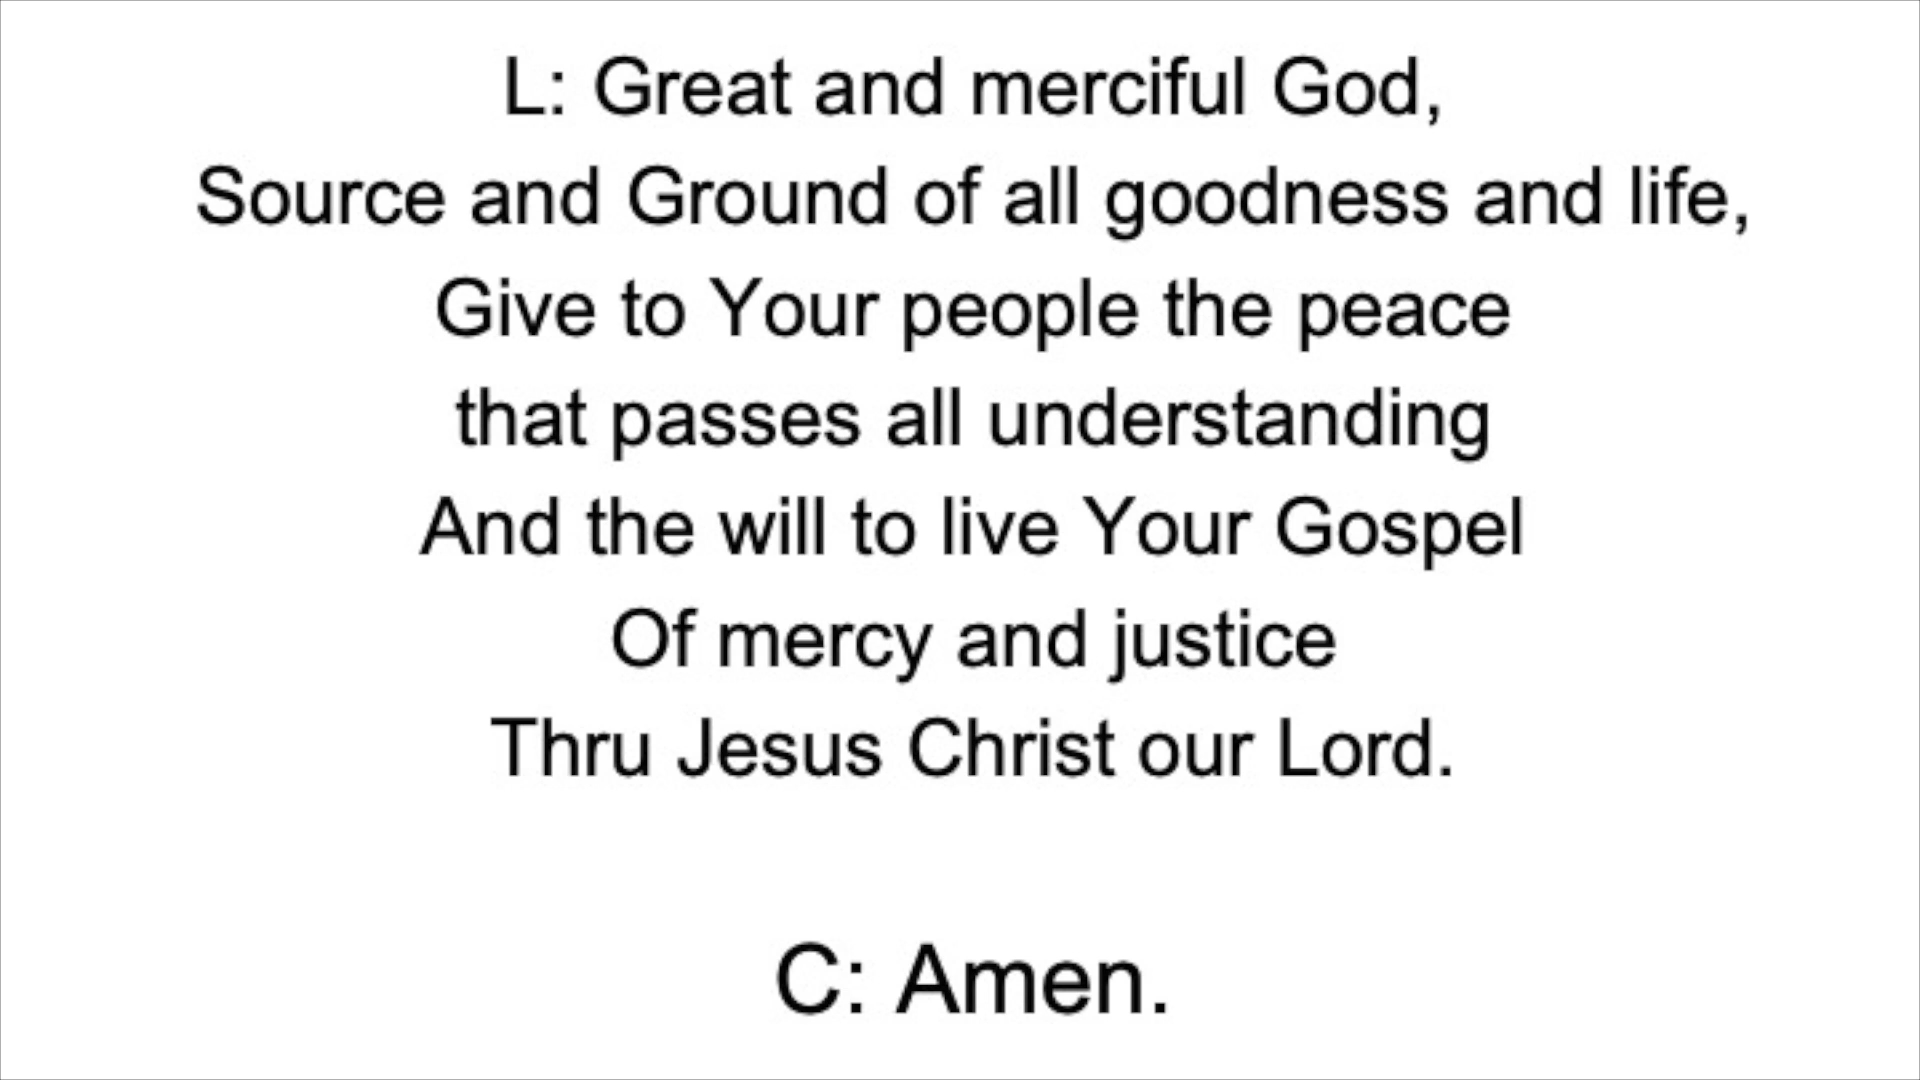 L: Great and merciful God,
Source and Ground of all goodness and life,
Give to Your people the peace
that passes all understanding
And the will to live Your Gospel
Of mercy and justice
Thru Jesus Christ our Lord.
C: Amen.